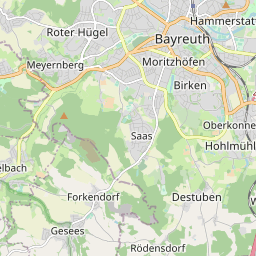 Hammerstatt
Roter Hügel
Bayreuth
Meyernberg
Moritzhöfen
Birken
Oberkonne
Saas
Hohlmühl
elbach
Forkendorf
Destuben
Gesees
Rödensdorf